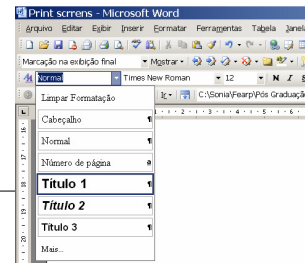 Print scrrens - Microsoft Word
Arquivo Editar Exibir Inserir Formatar Ferramentas Tabela Janela
Marcação na exibição final Mostrar
Normal Times New Roman 12 N I
Limpar Formatação C:\Sonia\Fearp\Pós Graduaçã
Cabeçalho ¶
Normal ¶
Número de página a
Título 1 ¶
Título 2 ¶
Título 3 ¶
Mais...